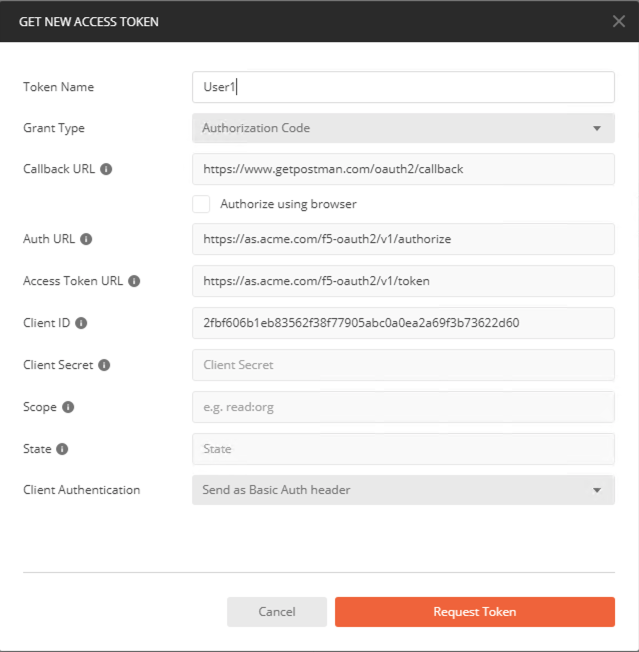 GET NEW ACCESS TOKEN
Token Name User1
Grant Type Authorization Code
Callback URL https://www.getpostman.com/oauth2/callback
Authorize using browser
Auth URL https://as.acme.com/f5-oauth2/v1/authorize
Access Token URL https://as.acme.com/f5-oauth2/v1/token
Client ID 2fbf606b1eb83562f38f77905abc0a0ea2a69f3b73622d60
Client Secret Client Secret
Scope e.g. read:org
State State
Client Authentication Send as Basic Auth header
Cancel Request Token